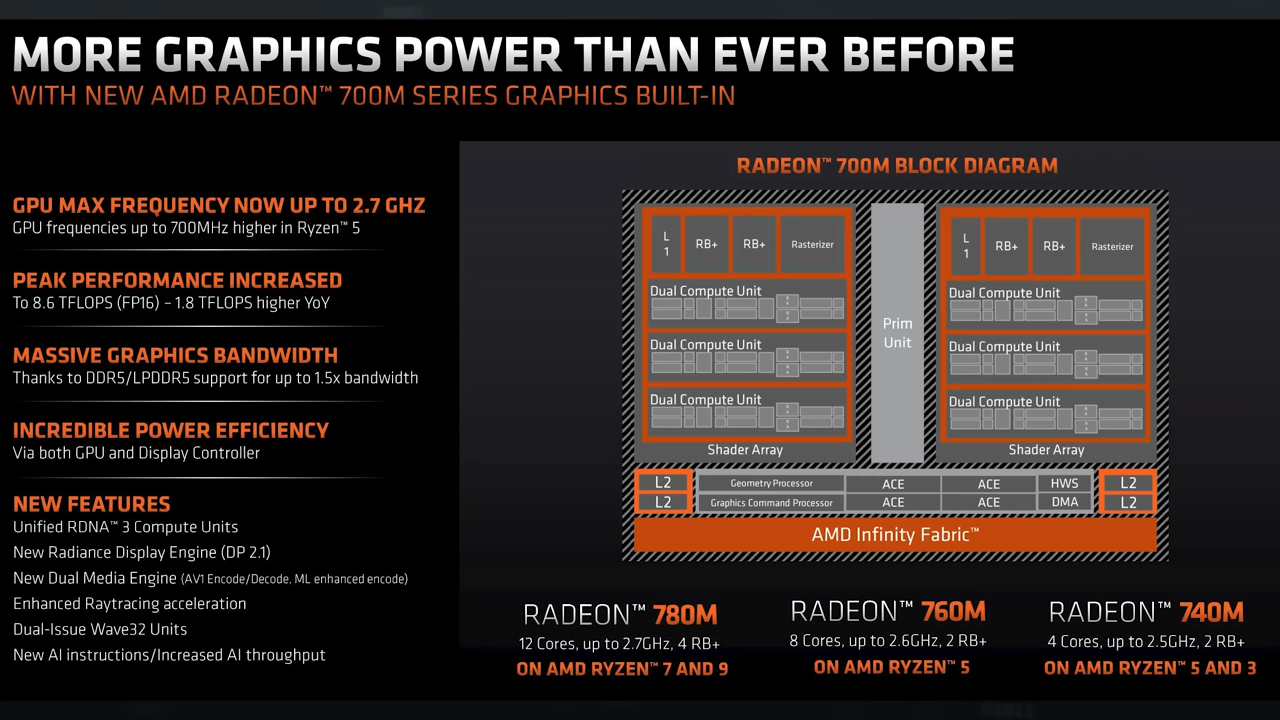 MORE GRAPHICS POWER THAN EVER BEFORE
WITH NEW AMD RADEON™ 700M SERIES GRAPHICS BUILT-IN
GPU MAX FREQUENCY NOW UP TO 2.7 GHZ
GPU frequencies up to 700MHz higher in Ryzen™ 5
PEAK PERFORMANCE INCREASED
To 8.6 TFLOPS (FP16) – 1.8 TFLOPS higher YoY
MASSIVE GRAPHICS BANDWIDTH
Thanks to DDR5/LPDDR5 support for up to 1.5x bandwidth
INCREDIBLE POWER EFFICIENCY
Via both GPU and Display Controller
NEW FEATURES
Unified RDNA™ 3 Compute Units
New Radiance Display Engine (DP 2.1)
New Dual Media Engine (AV1 Encode/Decode, ML enhanced encode)
Enhanced Raytracing acceleration
Dual-Issue Wave32 Units
New AI instructions/Increased AI throughput
RADEON™ 700M BLOCK DIAGRAM
L1 RB+ RB+ Rasterizer
Dual Compute Unit
Dual Compute Unit
Dual Compute Unit
Shader Array
Prim
Unit
L1 RB+ RB+ Rasterizer
Dual Compute Unit
Dual Compute Unit
Dual Compute Unit
Shader Array
L2 Geometry Processor ACE ACE HWS L2
L2 Graphics Command Processor ACE ACE DMA L2
AMD Infinity Fabric™
RADEON™ 780M
12 Cores, up to 2.7GHz, 4 RB+
ON AMD RYZEN™ 7 AND 9
RADEON™ 760M
8 Cores, up to 2.6GHz, 2 RB+
ON AMD RYZEN™ 5
RADEON™ 740M
4 Cores, up to 2.5GHz, 2 RB+
ON AMD RYZEN™ 5 AND 3